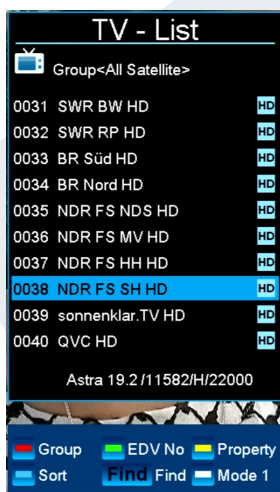 TV - List
Group<All Satellite>
0031 SWR BW HD HD
0032 SWR RP HD HD
0033 BR Süd HD HD
0034 BR Nord HD HD
0035 NDR FS NDS HD HD
0036 NDR FS MV HD HD
0037 NDR FS HH HD HD
0038 NDR FS SH HD HD
0039 sonnenklar.TV HD HD
0040 QVC HD HD
Astra 19.2 /11582/H/22000
Group EDV No Property
Sort Find Find Mode 1